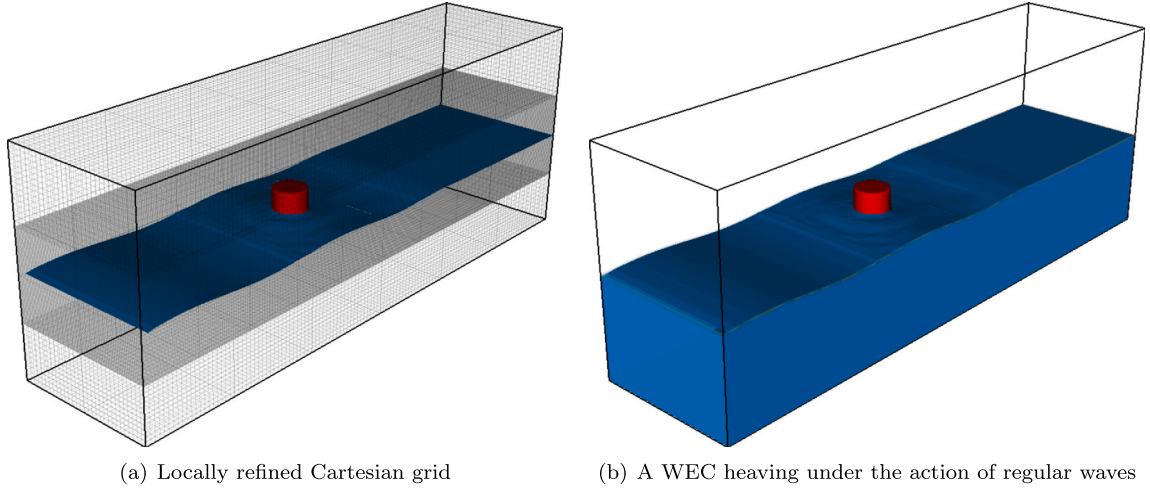 (a) Locally refined Cartesian grid
(b) A WEC heaving under the action of regular waves